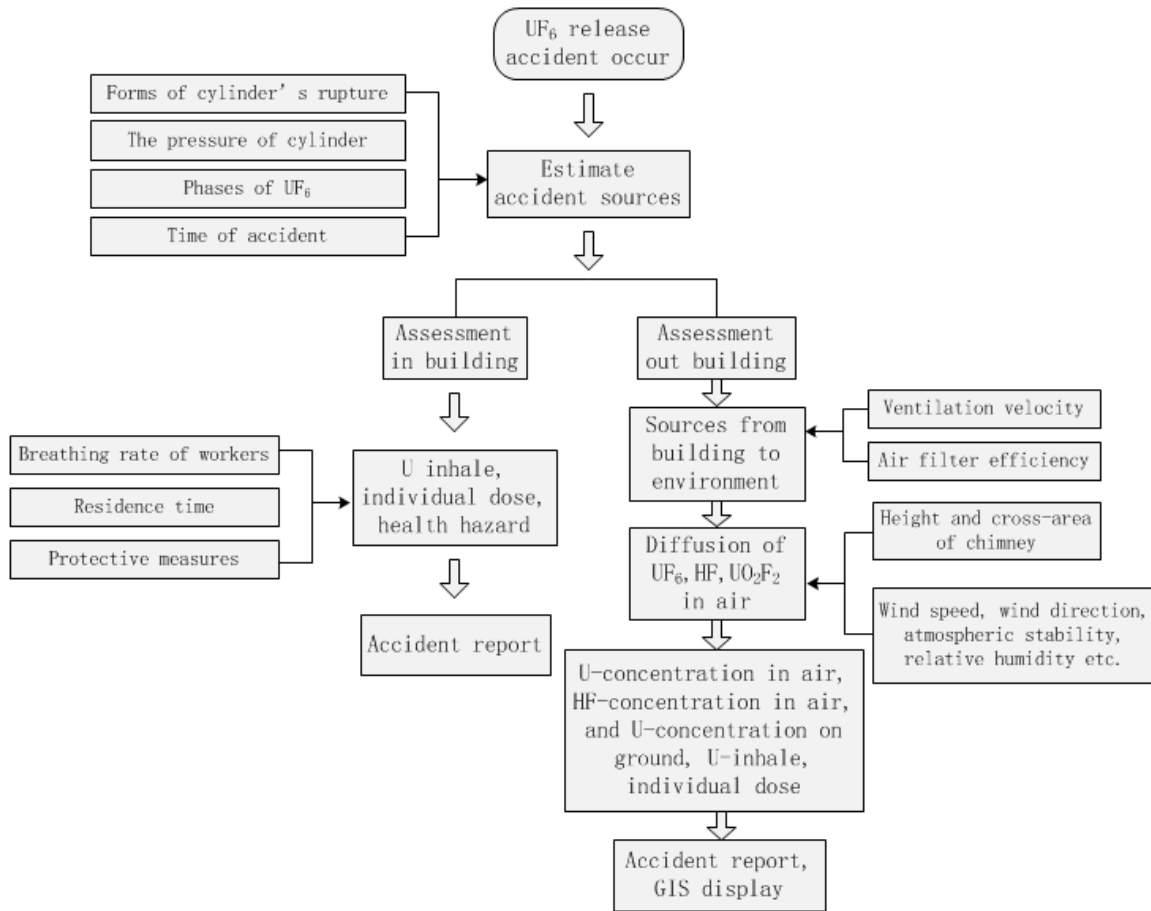 UF₆ release
accident occur
Forms of cylinder's rupture
The pressure of cylinder
Phases of UF₆
Time of accident
Estimate
accident sources
Assessment
in building
Assessment
out building
Breathing rate of workers
Residence time
Protective measures
U inhale,
individual dose,
health hazard
Accident report
Sources from
building to
environment
Ventilation velocity
Air filter efficiency
Diffusion of
UF₆,HF,UO₂F₂
in air
Height and cross-area
of chimney
Wind speed, wind direction,
atmospheric stability,
relative humidity etc.
U-concentration in air,
HF-concentration in air,
and U-concentration on
ground, U-inhale,
individual dose
Accident report,
GIS display